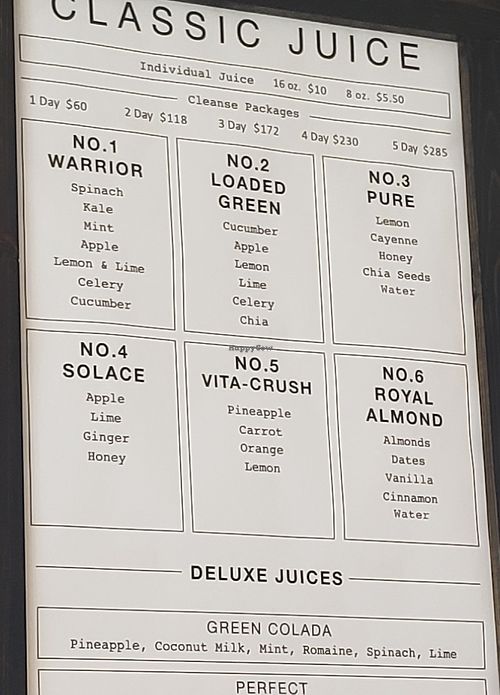 CLASSIC JUICE
Individual Juice 16 oz. $10 8 oz. $5.50
Cleanse Packages
1 Day $60 2 Day $118 3 Day $172 4 Day $230 5 Day $285
NO.1
WARRIOR
Spinach
Kale
Mint
Apple
Lemon & Lime
Celery
Cucumber
NO.2
LOADED
GREEN
Cucumber
Apple
Lemon
Lime
Celery
Chia
NO.3
PURE
Lemon
Cayenne
Honey
Chia Seeds
Water
NO.4
SOLACE
Apple
Lime
Ginger
Honey
HappyCow
NO.5
VITA-CRUSH
Pineapple
Carrot
Orange
Lemon
NO.6
ROYAL
ALMOND
Almonds
Dates
Vanilla
Cinnamon
Water
DELUXE JUICES
GREEN COLADA
Pineapple, Coconut Milk, Mint, Romaine, Spinach, Lime
PERFECT